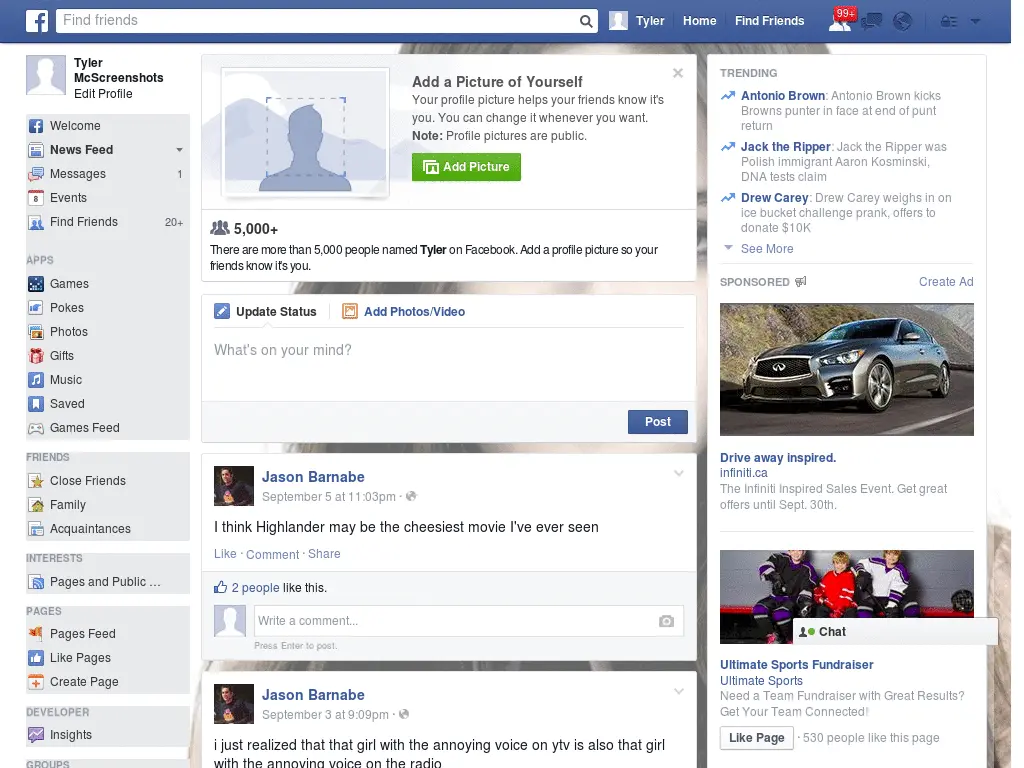 Find friends
Tyler
Home
Find Friends
99+
Tyler
McScreenshots
Edit Profile
Welcome
News Feed
Messages 1
8 Events
Find Friends 20+
APPS
Games
Pokes
Photos
Gifts
Music
Saved
Games Feed
FRIENDS
Close Friends
Family
Acquaintances
INTERESTS
Pages and Public ...
PAGES
Pages Feed
Like Pages
Create Page
DEVELOPER
Insights
GROUPS
Add a Picture of Yourself
Your profile picture helps your friends know it's
you. You can change it whenever you want.
Note: Profile pictures are public.
Add Picture
5,000+
There are more than 5,000 people named Tyler on Facebook. Add a profile picture so your
friends know it's you.
Update Status
Add Photos/Video
What's on your mind?
Post
Jason Barnabe
September 5 at 11:03pm ·
I think Highlander may be the cheesiest movie I've ever seen
Like · Comment · Share
2 people like this.
Write a comment...
Press Enter to post.
Jason Barnabe
September 3 at 9:09pm ·
i just realized that that girl with the annoying voice on ytv is also that girl
with the annoying voice on the radio
TRENDING
Antonio Brown: Antonio Brown kicks
Browns punter in face at end of punt
return
Jack the Ripper: Jack the Ripper was
Polish immigrant Aaron Kosminski,
DNA tests claim
Drew Carey: Drew Carey weighs in on
ice bucket challenge prank, offers to
donate $10K
See More
SPONSORED
Create Ad
Drive away inspired.
infiniti.ca
The Infiniti Inspired Sales Event. Get great
offers until Sept. 30th.
Chat
Ultimate Sports Fundraiser
Ultimate Sports
Need a Team Fundraiser with Great Results?
Get Your Team Connected!
Like Page · 530 people like this page